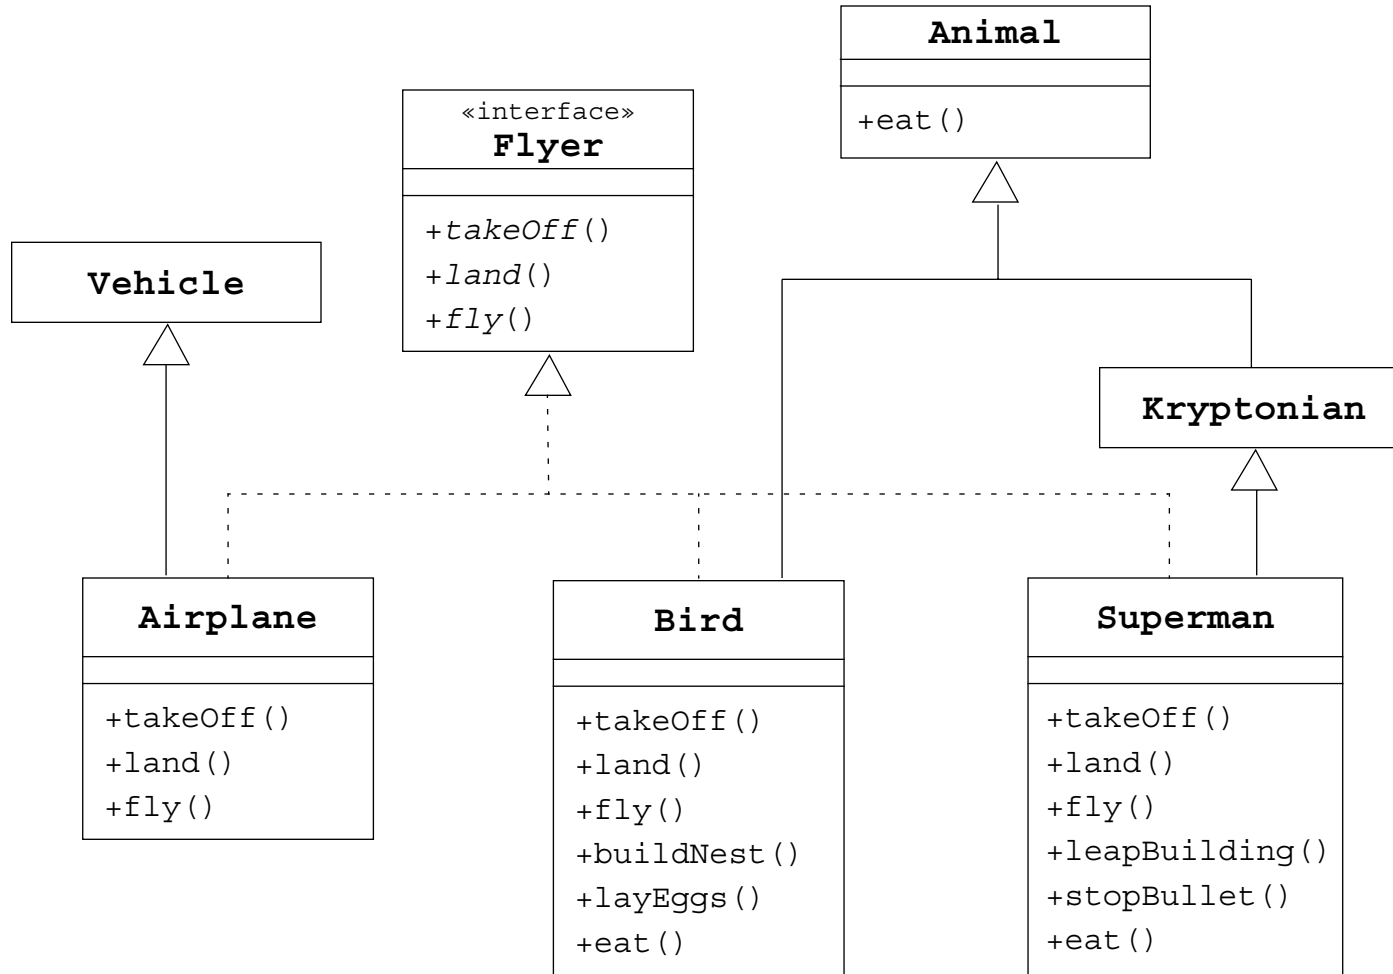 Animal
+eat()
«interface»
Flyer
+takeOff()
+land()
+fly()
Vehicle
Kryptonian
Airplane
+takeOff()
+land()
+fly()
Bird
+takeOff()
+land()
+fly()
+buildNest()
+layEggs()
+eat()
Superman
+takeOff()
+land()
+fly()
+leapBuilding()
+stopBullet()
+eat()